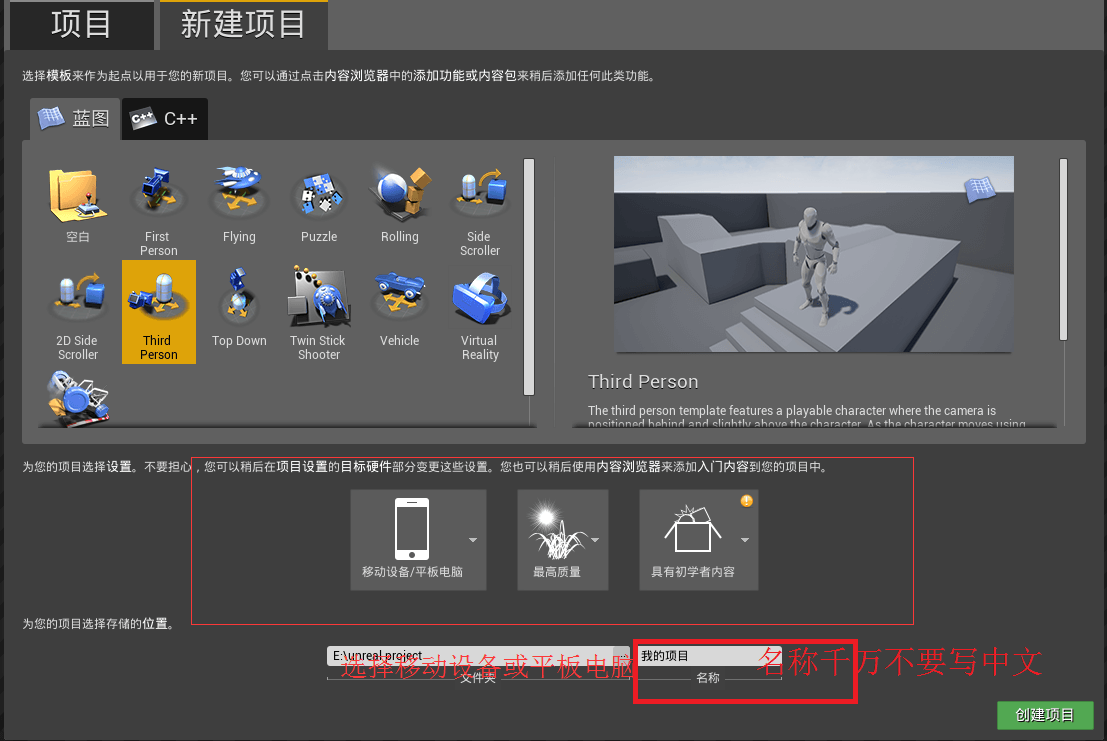 项目 新建项目
选择模板来作为起点以用于您的新项目。您可以通过点击内容浏览器中的添加功能或内容包来稍后添加任何此类功能。
蓝图 C++ C++
空白 First Person Flying Puzzle Rolling Side Scroller
2D Side Scroller Third Person Top Down Twin Stick Shooter Vehicle Virtual Reality
Third Person
The third person template features a playable character where the camera is
positioned behind and slightly above the character. As the character moves using
为您的项目选择设置。不要担心，您可以稍后在项目设置的目标硬件部分变更这些设置。您也可以稍后使用内容浏览器来添加入门内容到您的项目中。
移动设备/平板电脑 最高质量 具有初学者内容
为您的项目选择存储的位置。
E:\unreal project 我的项目
选择移动设备或平板电脑 名称千万不要写中文
文件夹 名称
创建项目